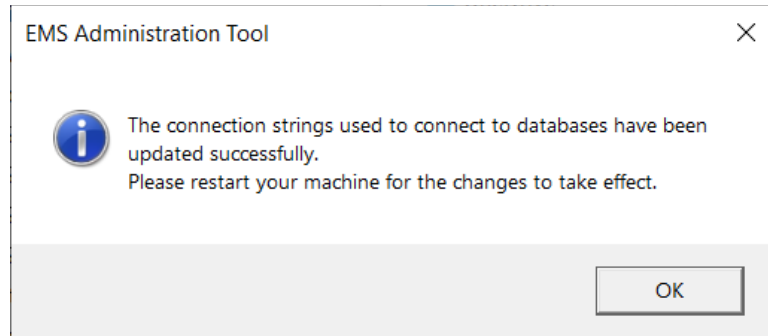 EMS Administration Tool
The connection strings used to connect to databases have been
updated successfully.
Please restart your machine for the changes to take effect.
OK